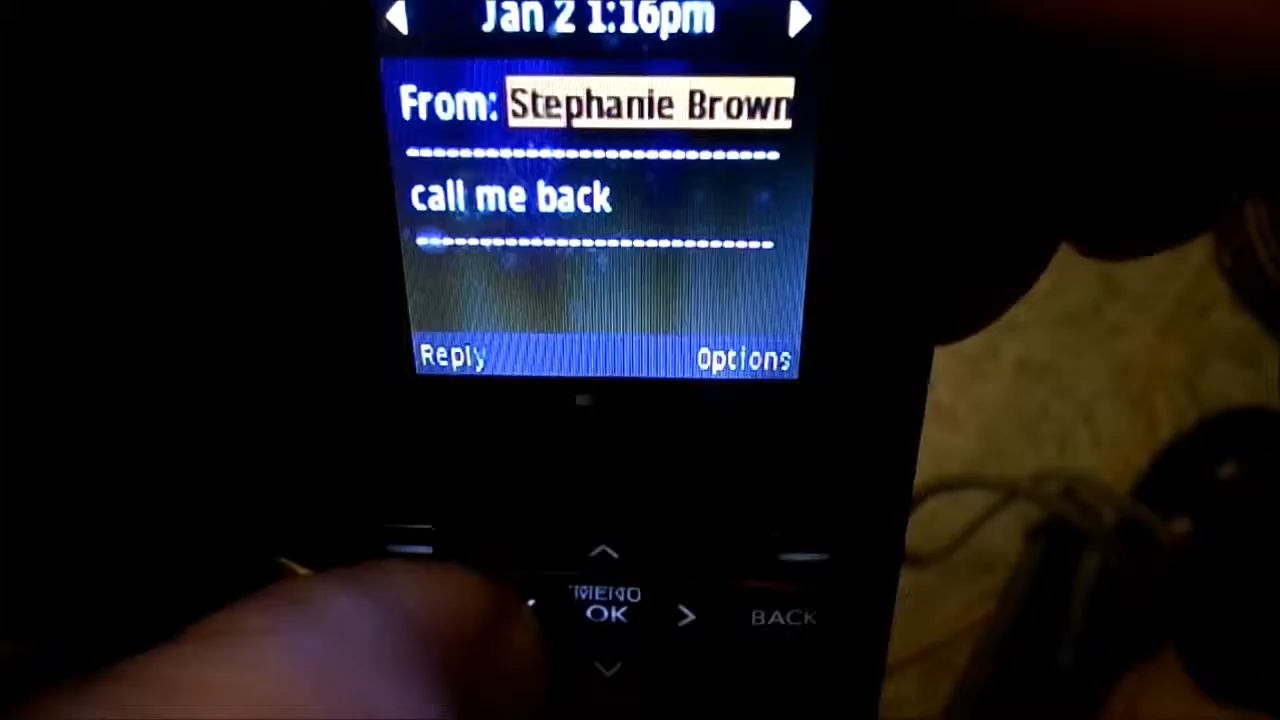 Jan 2 1:16pm
From: Stephanie Brown
call me back
Reply Options
MENU
OK
BACK